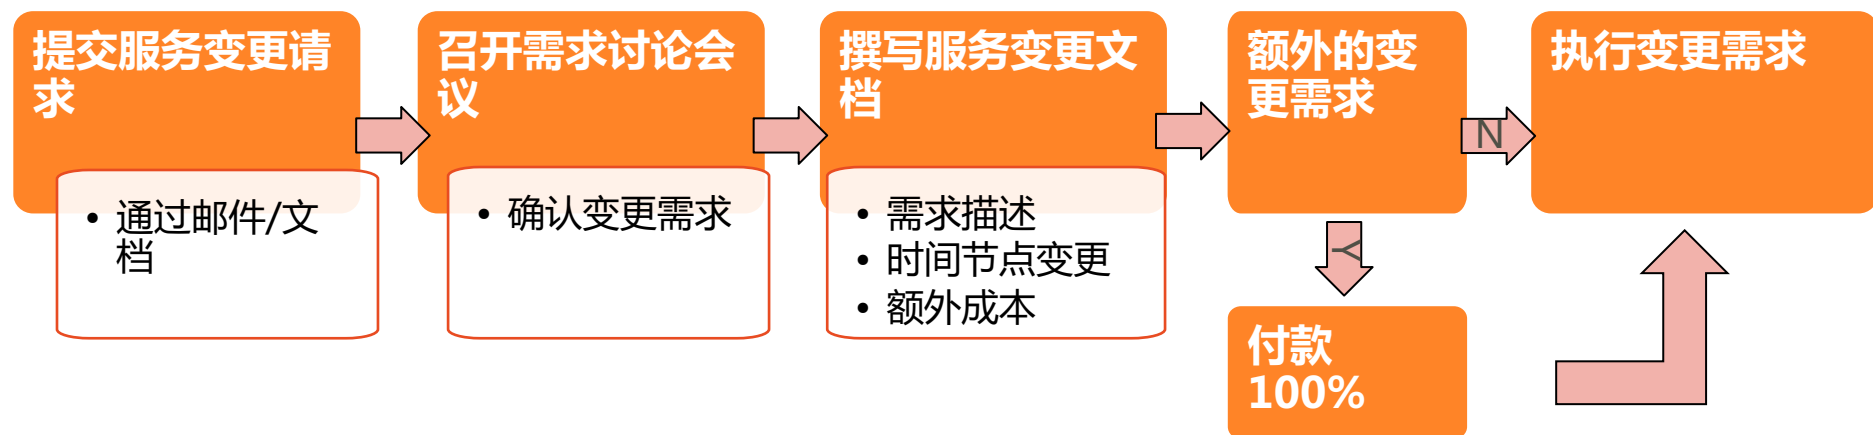 提交服务变更请
求
• 通过邮件/文
档
召开需求讨论会
议
• 确认变更需求
撰写服务变更文
档
• 需求描述
• 时间节点变更
• 额外成本
额外的变
更需求
N
Y
付款
100%
执行变更需求